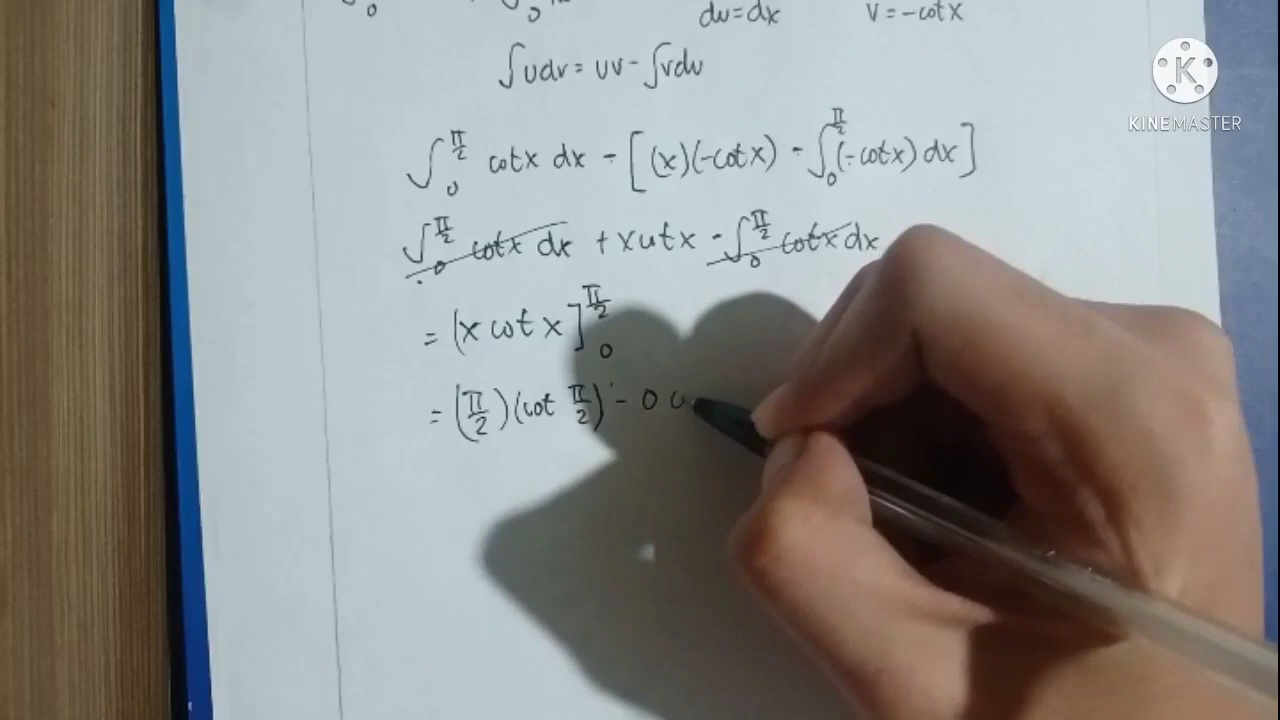 du=dx v=-cotx
∫udv= uv-∫vdu
∫₀^(π/2) cotx dx - [(x)(-cotx) - ∫₀^(π/2) (-cotx) dx]
∫₀^(π/2) cotx dx + xcotx - ∫₀^(π/2) cotx dx
= (x cot x]₀^(π/2)
= (π/2)(cot π/2) - 0 c
K
KINEMASTER